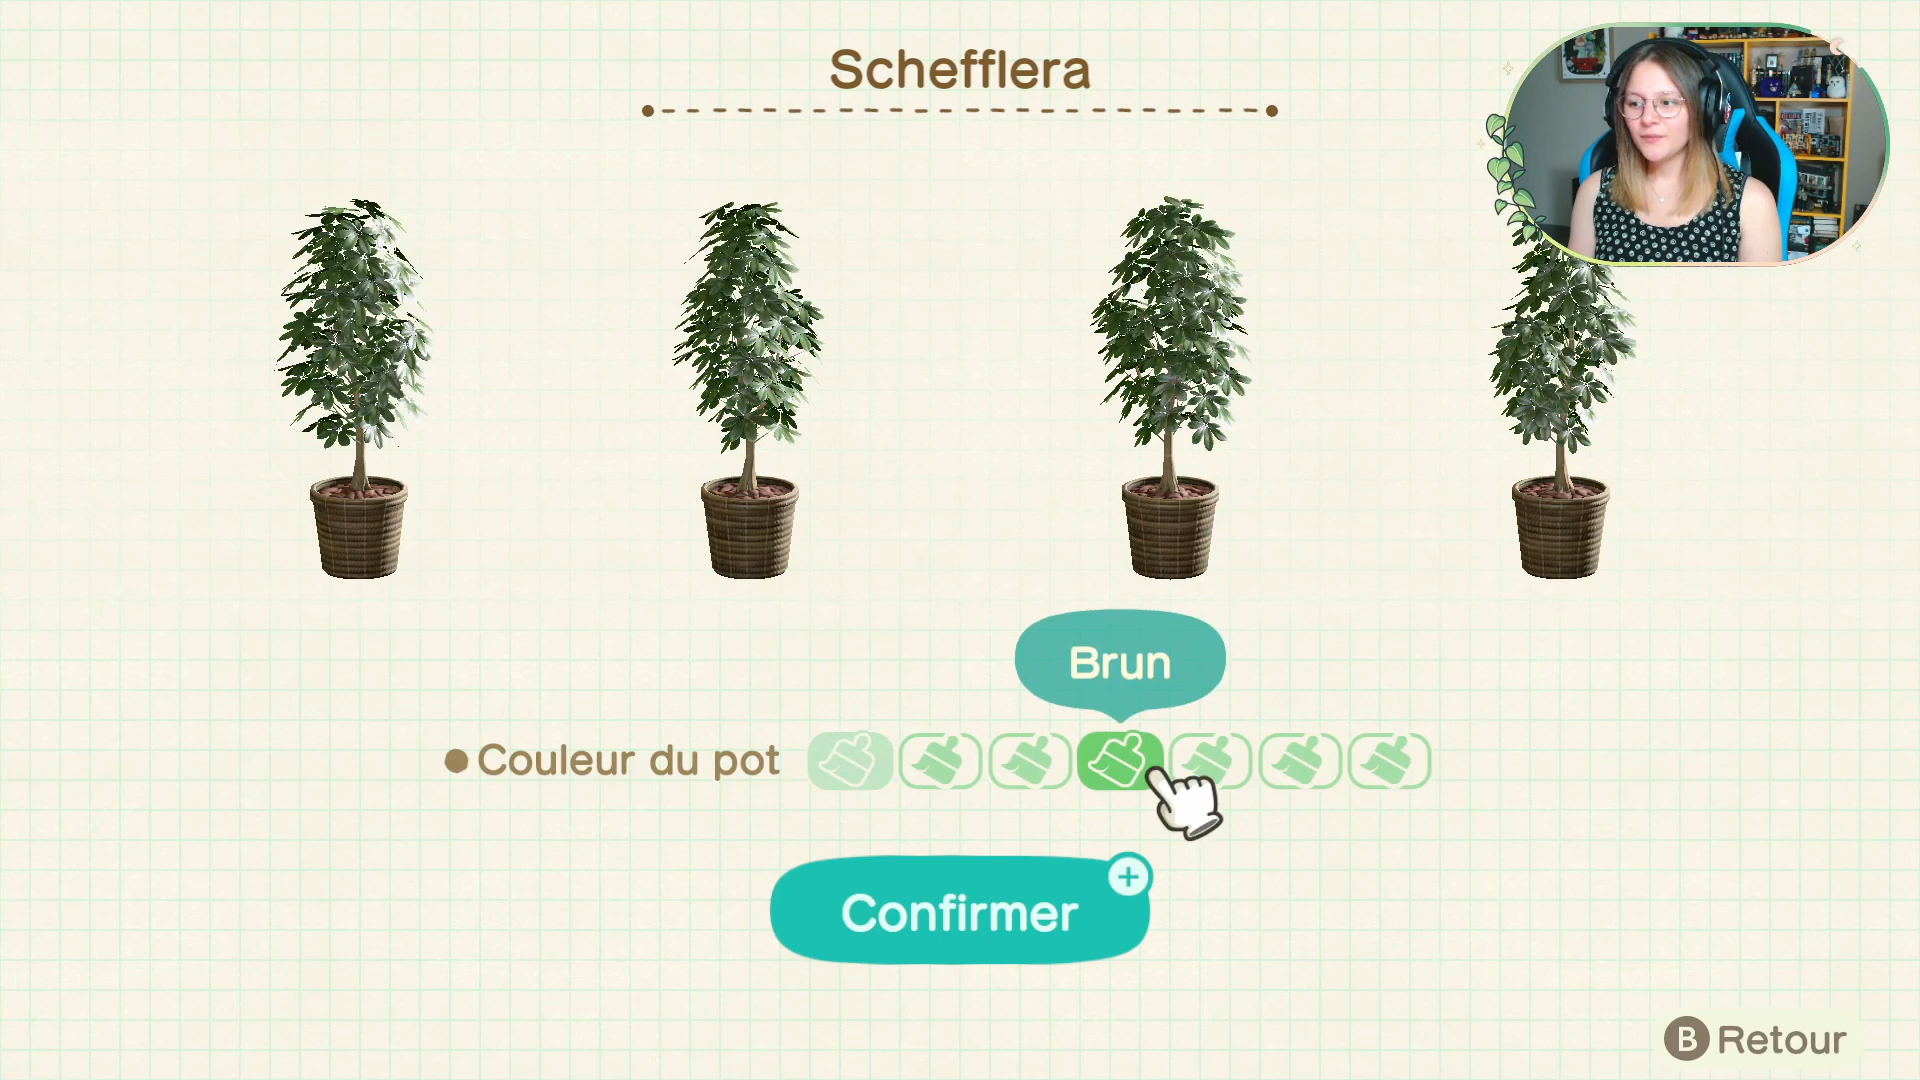 Schefflera
Brun
Couleur du pot
Confirmer
B Retour